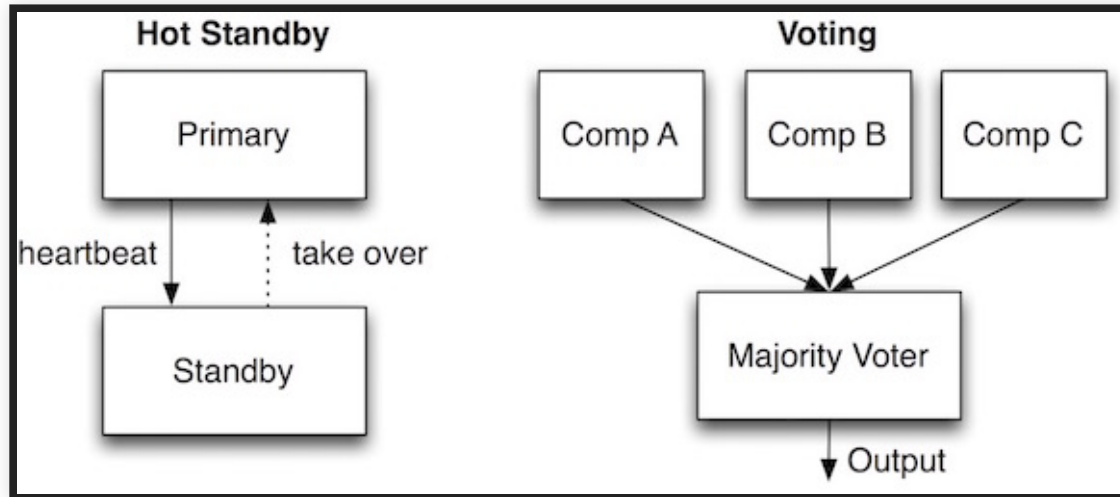 Hot Standby
Primary
heartbeat
take over
Standby
Voting
Comp A
Comp B
Comp C
Majority Voter
Output